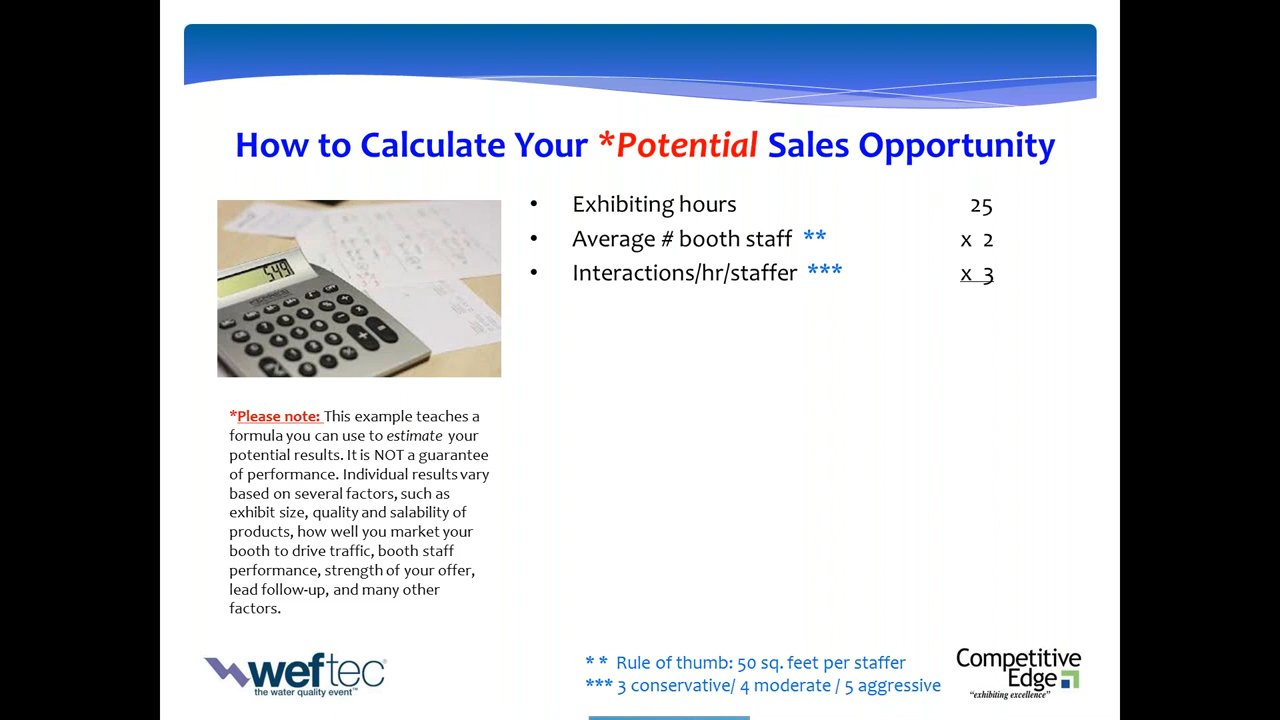 How to Calculate Your *Potential Sales Opportunity
• Exhibiting hours 25
• Average # booth staff ** x 2
• Interactions/hr/staffer *** x 3
549
*Please note: This example teaches a
formula you can use to estimate your
potential results. It is NOT a guarantee
of performance. Individual results vary
based on several factors, such as
exhibit size, quality and salability of
products, how well you market your
booth to drive traffic, booth staff
performance, strength of your offer,
lead follow-up, and many other
factors.
weftec®
the water quality event™
* * Rule of thumb: 50 sq. feet per staffer
*** 3 conservative/ 4 moderate / 5 aggressive
Competitive
Edge
"exhibiting excellence"